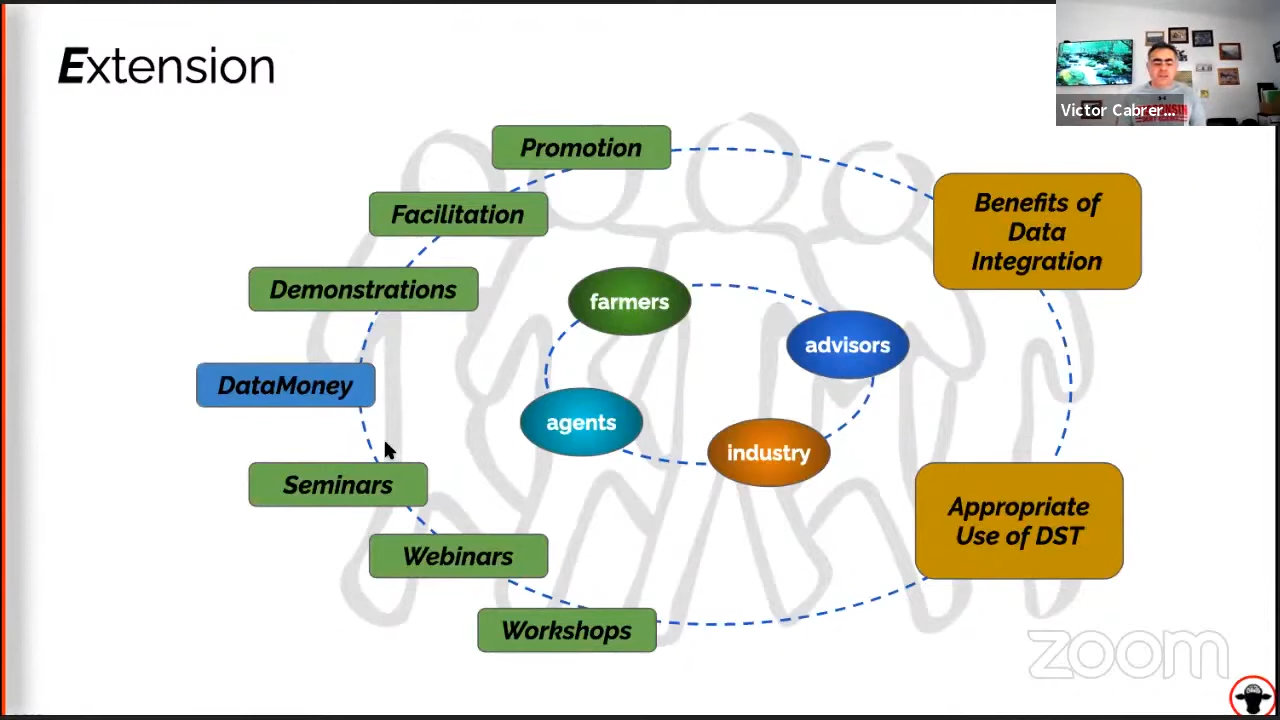 Extension
Victor Cabrer...
Promotion
Facilitation
Demonstrations
DataMoney
Seminars
Webinars
Workshops
farmers
advisors
agents
industry
Benefits of
Data
Integration
Appropriate
Use of DST
zoom